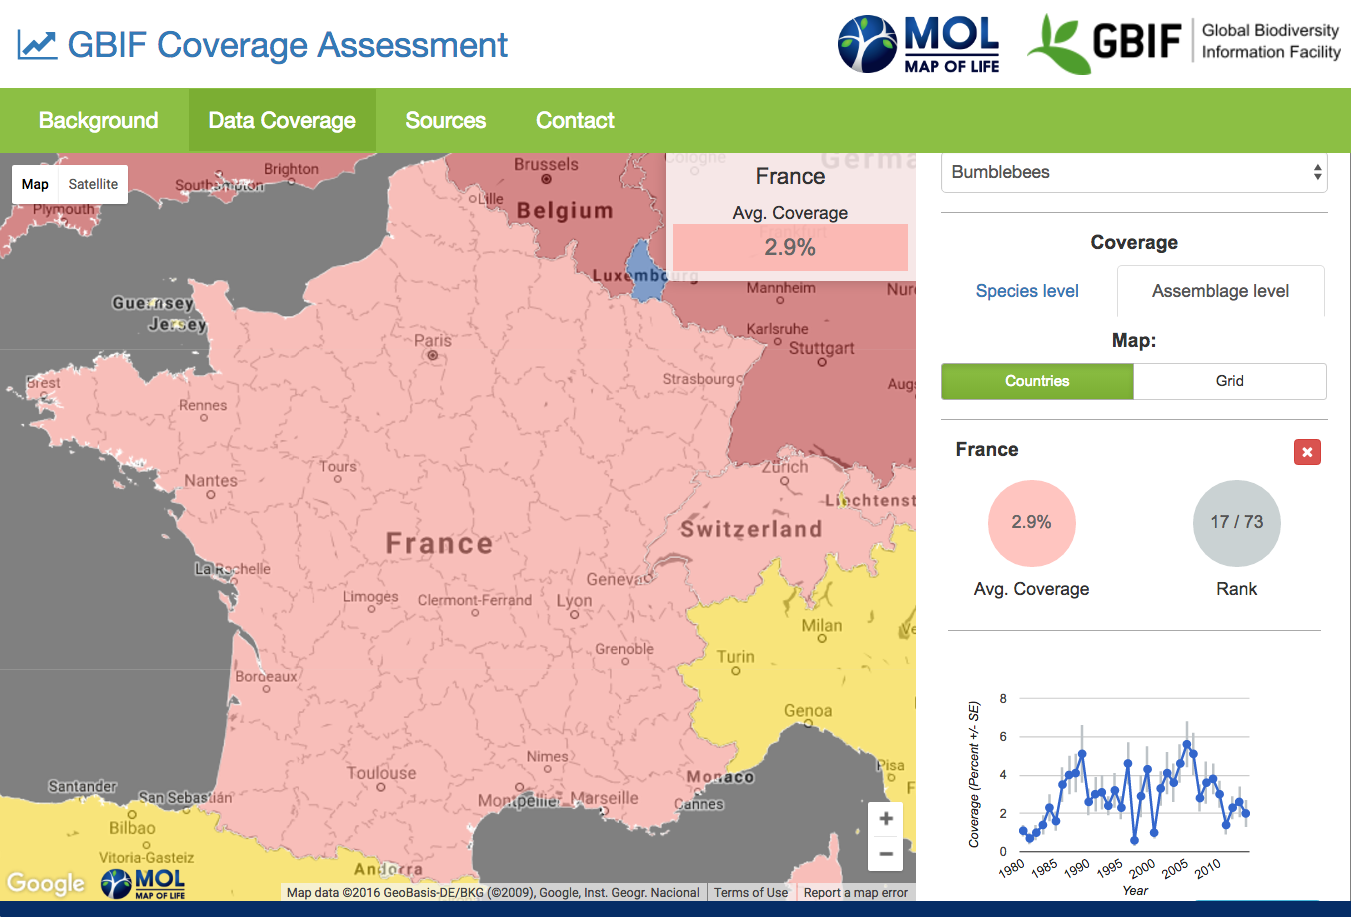 GBIF Coverage Assessment
MOL
MAP OF LIFE
GBIF
Global Biodiversity
Information Facility
Background
Data Coverage
Sources
Contact
Map
Satellite
Brighton
Southampton
Plymouth
Brussels
Lille
Belgium
Cologne
Germa
France
Avg. Coverage
Frankfurt
2.9%
Luxembourg
Mannheim
Nur
Guernsey
Jersey
Karlsruhe
Stuttgart
Paris
Strasbourg
Augs
Brest
Rennes
Zürich
Tours
Nantes
Liechtenst
Switzerland
France
La Rochelle
Geneva
Limoges
Clermont-Ferrand
Lyon
Milan
Ve
Grenoble
Turin
Bordeaux
Genoa
Nimes
Pisa
Toulouse
Monaco
F
Santander
San Sebastián
Montpellier
Marseille
Cannes
Bilbao
Vitoria-Gasteiz
Andorra
+
−
Google
MOL
MAP OF LIFE
Map data ©2016 GeoBasis-DE/BKG (©2009), Google, Inst. Geogr. Nacional
Terms of Use
Report a map error
Bumblebees
Coverage
Species level
Assemblage level
Map:
Countries
Grid
France
2.9%
17 / 73
Avg. Coverage
Rank
Coverage (Percent +/- SE)
8
6
4
2
0
1980
1985
1990
1995
2000
2005
2010
Year